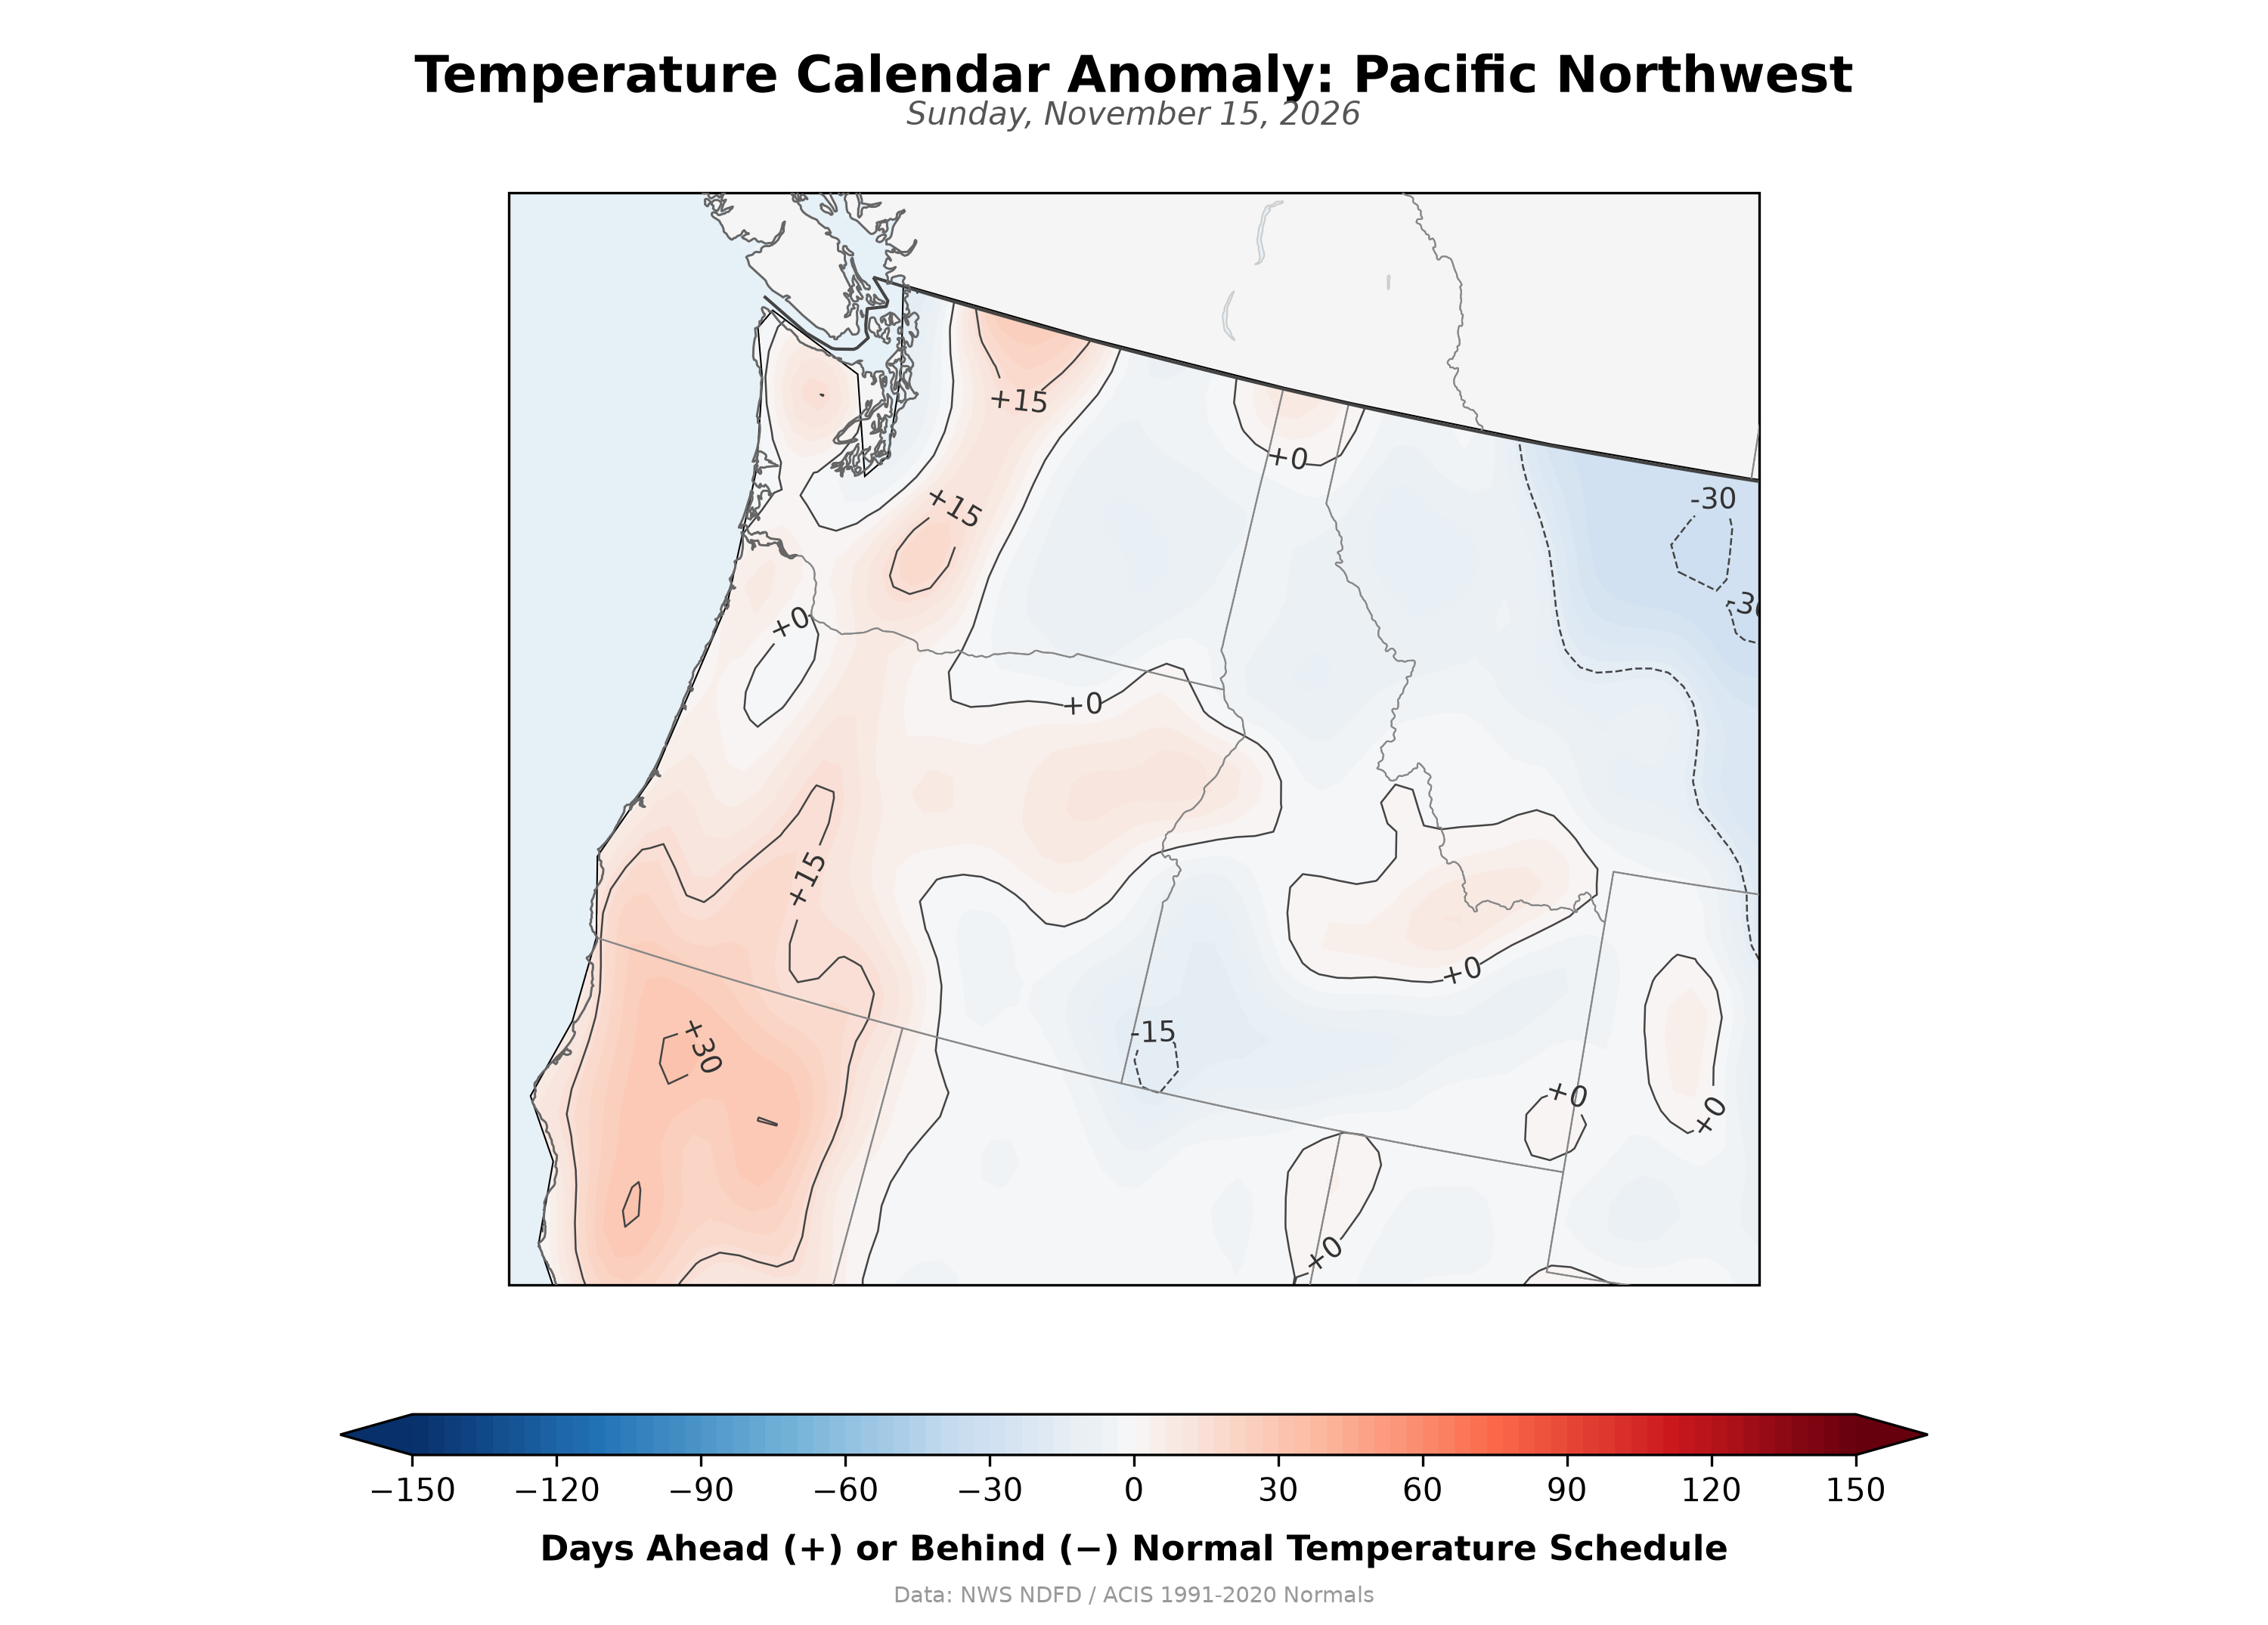 Temperature Calendar Anomaly: Pacific Northwest
Sunday, November 15, 2026
+15
-30
+0
+15
+0
+0
+15
+0
+30
-15
+0
+0
+0
−150 −120 −90 −60 −30 0 30 60 90 120 150
Days Ahead (+) or Behind (−) Normal Temperature Schedule
Data: NWS NDFD / ACIS 1991-2020 Normals